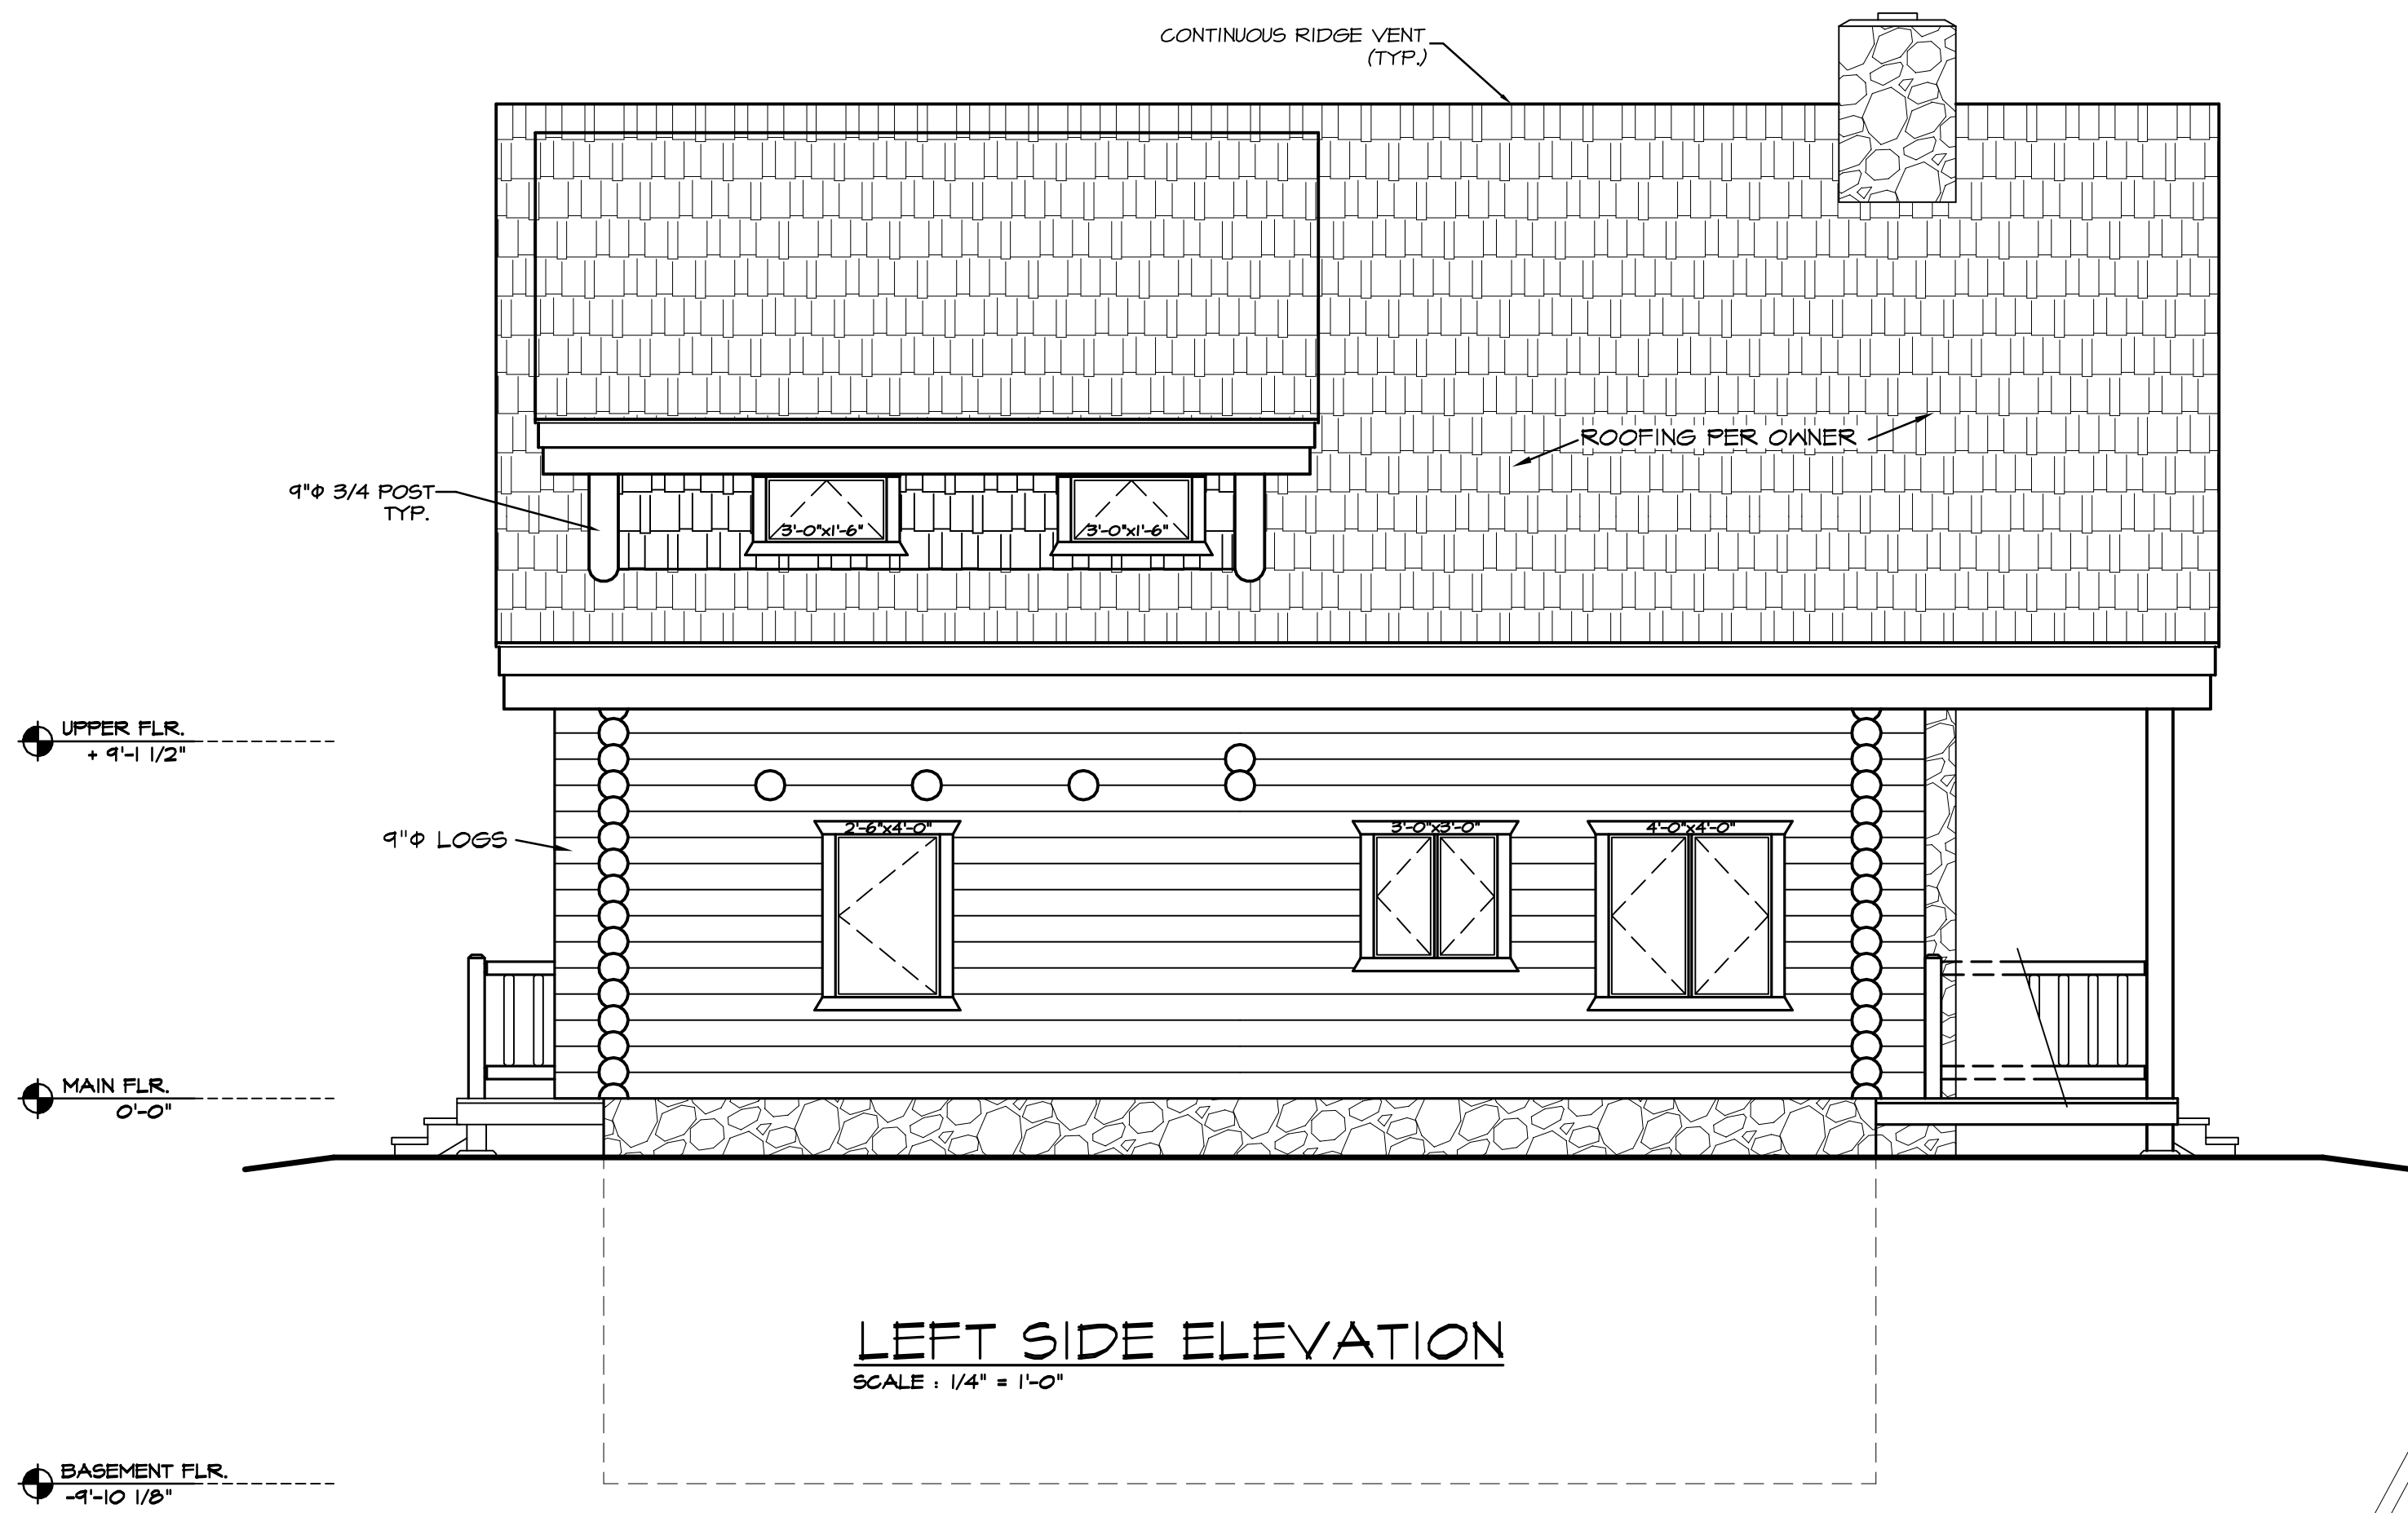 CONTINUOUS RIDGE VENT
(TYP.)
ROOFING PER OWNER
9"Φ 3/4 POST
TYP.
3'-0"x1'-6"
3'-0"x1'-6"
UPPER FLR.
+ 9'-1 1/2"
9"Φ LOGS
2'-6"x4'-0"
3'-0"x3'-0"
4'-0"x4'-0"
MAIN FLR.
0'-0"
LEFT SIDE ELEVATION
SCALE : 1/4" = 1'-0"
BASEMENT FLR.
-9'-10 1/8"